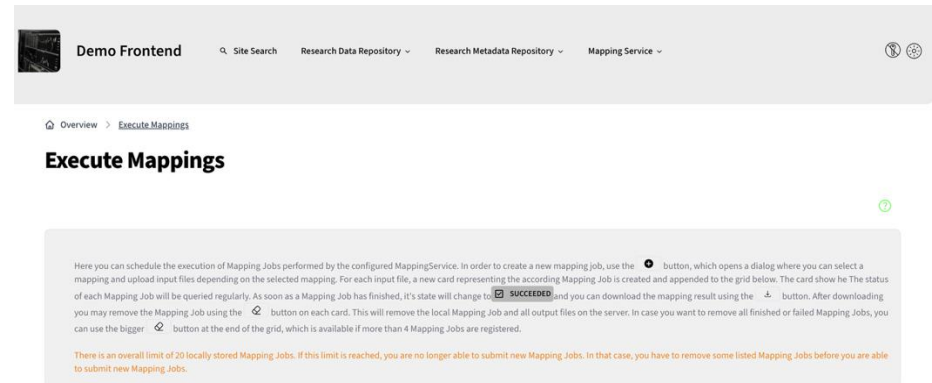 Demo Frontend
Site Search
Research Data Repository
Research Metadata Repository
Mapping Service
Overview > Execute Mappings
Execute Mappings
Here you can schedule the execution of Mapping Jobs performed by the configured MappingService. In order to create a new mapping job, use the button, which opens a dialog where you can select a
mapping and upload input files depending on the selected mapping. For each input file, a new card representing the according Mapping Job is created and appended to the grid below. The card show he The status
of each Mapping Job will be queried regularly. As soon as a Mapping Job has finished, it's state will change to SUCCEEDED and you can download the mapping result using the button. After downloading
you may remove the Mapping Job using the button on each card. This will remove the local Mapping Job and all output files on the server. In case you want to remove all finished or failed Mapping Jobs, you
can use the bigger button at the end of the grid, which is available if more than 4 Mapping Jobs are registered.
There is an overall limit of 20 locally stored Mapping Jobs. If this limit is reached, you are no longer able to submit new Mapping Jobs. In that case, you have to remove some listed Mapping Jobs before you are able
to submit new Mapping Jobs.